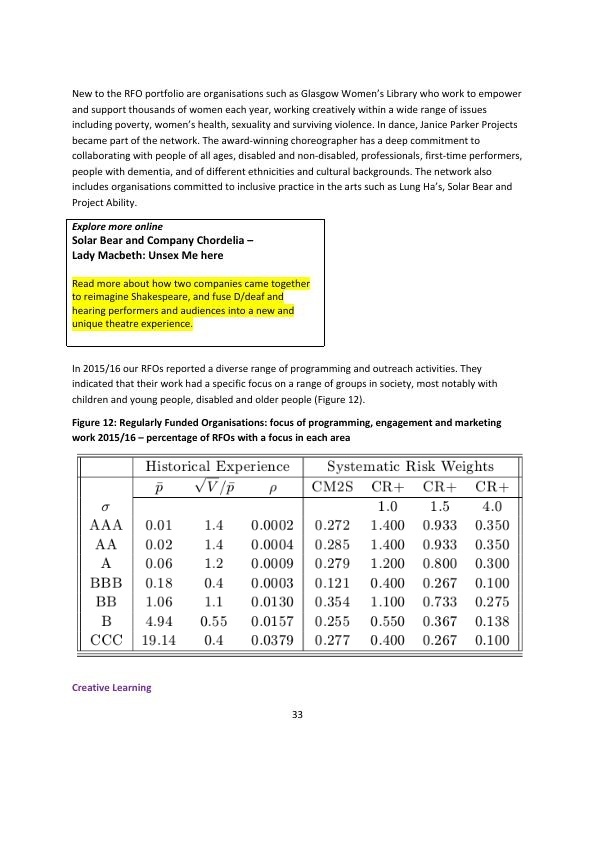 New to the RFO portfolio are organisations such as Glasgow Women's Library who work to empower
and support thousands of women each year, working creatively within a wide range of issues
including poverty, women's health, sexuality and surviving violence. In dance, Janice Parker Projects
became part of the network. The award-winning choreographer has a deep commitment to
collaborating with people of all ages, disabled and non-disabled, professionals, first-time performers,
people with dementia, and of different ethnicities and cultural backgrounds. The network also
includes organisations committed to inclusive practice in the arts such as Lung Ha's, Solar Bear and
Project Ability.
Explore more online
Solar Bear and Company Chordelia –
Lady Macbeth: Unsex Me here
Read more about how two companies came together
to reimagine Shakespeare, and fuse D/deaf and
hearing performers and audiences into a new and
unique theatre experience.
In 2015/16 our RFOs reported a diverse range of programming and outreach activities. They
indicated that their work had a specific focus on a range of groups in society, most notably with
children and young people, disabled and older people (Figure 12).
Figure 12: Regularly Funded Organisations: focus of programming, engagement and marketing
work 2015/16 – percentage of RFOs with a focus in each area
Historical Experience Systematic Risk Weights
p̄ √V/p̄ ρ CM2S CR+ CR+ CR+
σ 1.0 1.5 4.0
AAA 0.01 1.4 0.0002 0.272 1.400 0.933 0.350
AA 0.02 1.4 0.0004 0.285 1.400 0.933 0.350
A 0.06 1.2 0.0009 0.279 1.200 0.800 0.300
BBB 0.18 0.4 0.0003 0.121 0.400 0.267 0.100
BB 1.06 1.1 0.0130 0.354 1.100 0.733 0.275
B 4.94 0.55 0.0157 0.255 0.550 0.367 0.138
CCC 19.14 0.4 0.0379 0.277 0.400 0.267 0.100
Creative Learning
33